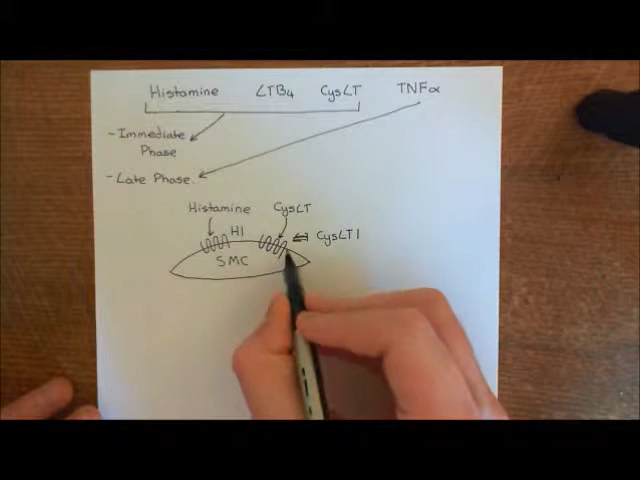 Histamine LTB4 CysLT TNFα
- Immediate
Phase
- Late Phase.
Histamine CysLT
H1 CysLT1
SMC